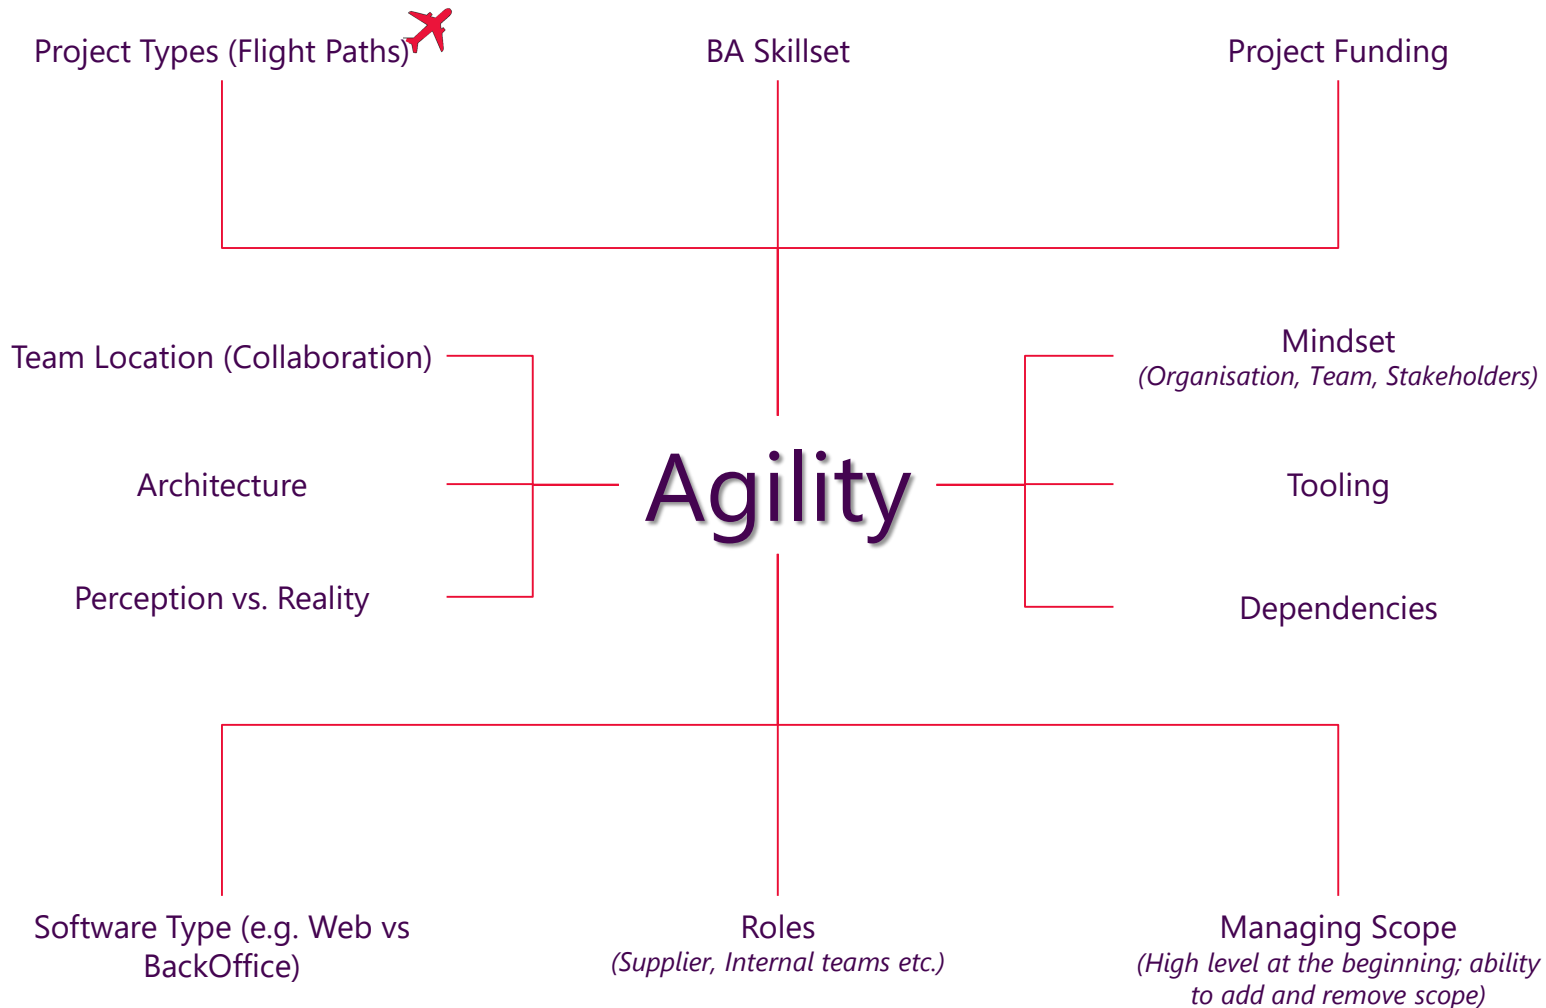 Project Types (Flight Paths)
BA Skillset
Project Funding
Team Location (Collaboration)
Mindset
(Organisation, Team, Stakeholders)
Architecture
Agility
Tooling
Perception vs. Reality
Dependencies
Software Type (e.g. Web vs
BackOffice)
Roles
(Supplier, Internal teams etc.)
Managing Scope
(High level at the beginning; ability
to add and remove scope)